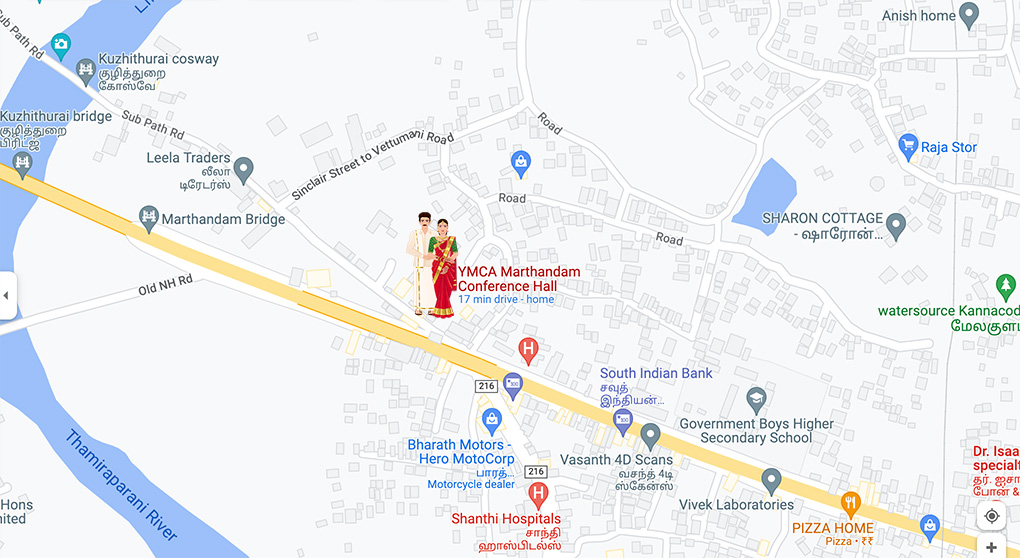 Anish home
Sub Path Rd
Kuzhithurai cosway
குழித்துறை
கோஸ்வே
Kuzhithurai bridge
குழித்துறை
பிரிட்ஜ்
Sub Path Rd
Sinclair Street to Vettumani Road
Road
Leela Traders
லீலா
டிரேடர்ஸ்
Raja Stor
Road
Marthandam Bridge
SHARON COTTAGE
- ஷாரோன்...
Road
YMCA Marthandam
Conference Hall
17 min drive - home
Old NH Rd
watersource Kannacod
மேலகுளம்
H
216
South Indian Bank
சவுத்
இந்தியன்...
Government Boys Higher
Secondary School
Bharath Motors -
Hero MotoCorp
பாரத்...
Motorcycle dealer
Vasanth 4D Scans
வசந்த் 4டி
ஸ்கேன்ஸ்
216
H
Thamiraparani River
Dr. Isaa
specialt
தர. ஐசா
போன &
Hons
nited
Vivek Laboratories
Shanthi Hospitals
சாந்தி
ஹாஸ்பிடல்ஸ்
PIZZA HOME
Pizza • ₹₹